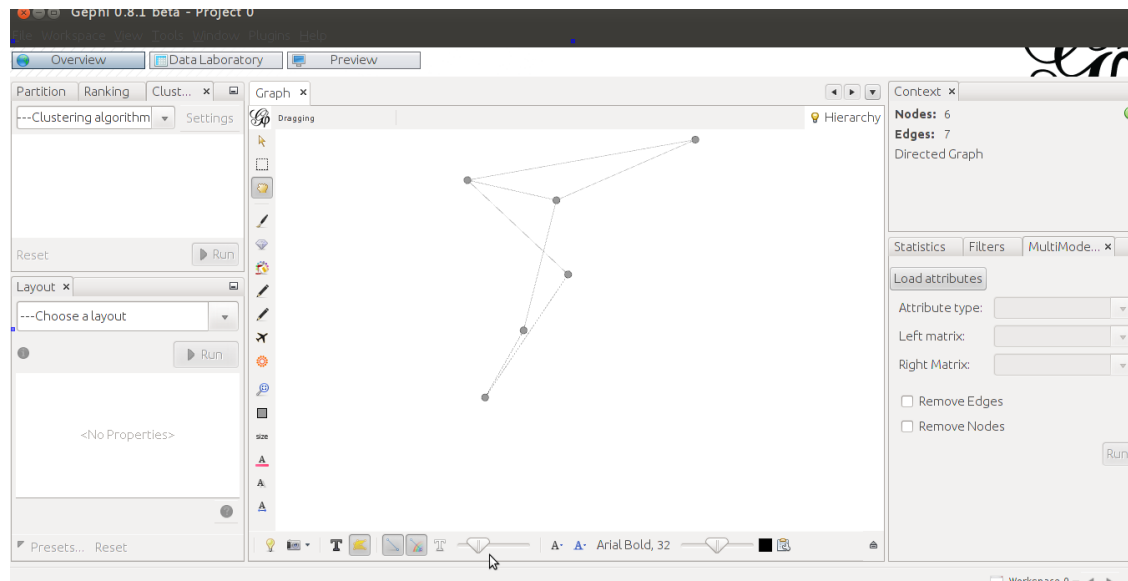 Gephi 0.8.1 beta - Project 0
File Workspace View Tools Window Plugins Help
Overview Data Laboratory Preview
Partition Ranking Clust...
---Clustering algorithm Settings
Reset Run
Layout
---Choose a layout
Run
<No Properties>
Presets... Reset
Graph
Dragging Hierarchy
size
A
A
A
T T A- A- Arial Bold, 32
Context
Nodes: 6
Edges: 7
Directed Graph
Statistics Filters MultiMode...
Load attributes
Attribute type:
Left matrix:
Right Matrix:
Remove Edges
Remove Nodes
Run
Workspace 0